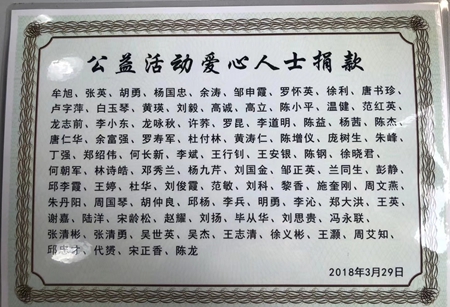 公益活动爱心人士捐款
牟旭、张英、胡勇、杨国忠、余涛、邹申霞、罗怀英、徐利、唐书珍、
卢字萍、白玉琴、黄瑛、刘毅、高诚、高立、陈小平、温健、范红英、
龙志前、李小东、龙咏秋、许荞、罗昆、李道明、陈益、杨茜、陈杰、
唐仁华、余富强、罗寿军、杜付林、黄涛仁、陈增仪、庞树生、朱峰、
丁强、郑绍伟、何长新、李斌、王行钊、王安银、陈钢、徐晓君、
何朝军、林诗皓、邓秀兰、杨九芹、刘国金、邹正英、兰同生、彭静、
邱李霞、王婷、杜华、刘俊霞、范敏、刘科、黎香、施奎刚、周文燕、
朱丹阳、周国琴、胡仲良、邱杨、李兵、明勇、李沁、郑大洪、王英、
谢嘉、陆洋、宋龄松、赵耀、刘扬、毕从华、刘思贵、冯永联、
张清彬、张清勇、吴世英、吴杰、王志清、徐义彬、王灏、周艾知、
邱忠才、代赟、宋正香、陈龙
2018年3月29日